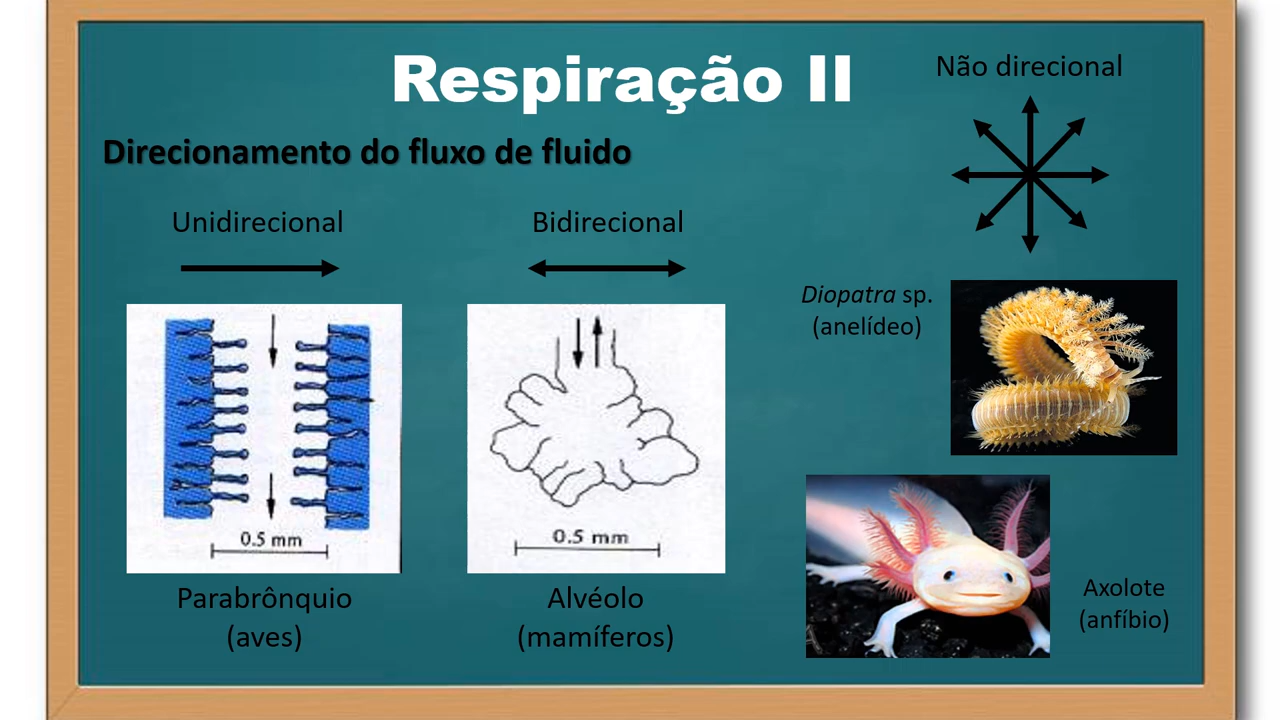 Respiração II
Direcionamento do fluxo de fluido
Unidirecional
0.5 mm
Parabrônquio
(aves)
Bidirecional
0.5 mm
Alvéolo
(mamíferos)
Não direcional
Diopatra sp.
(anelídeo)
Axolote
(anfíbio)